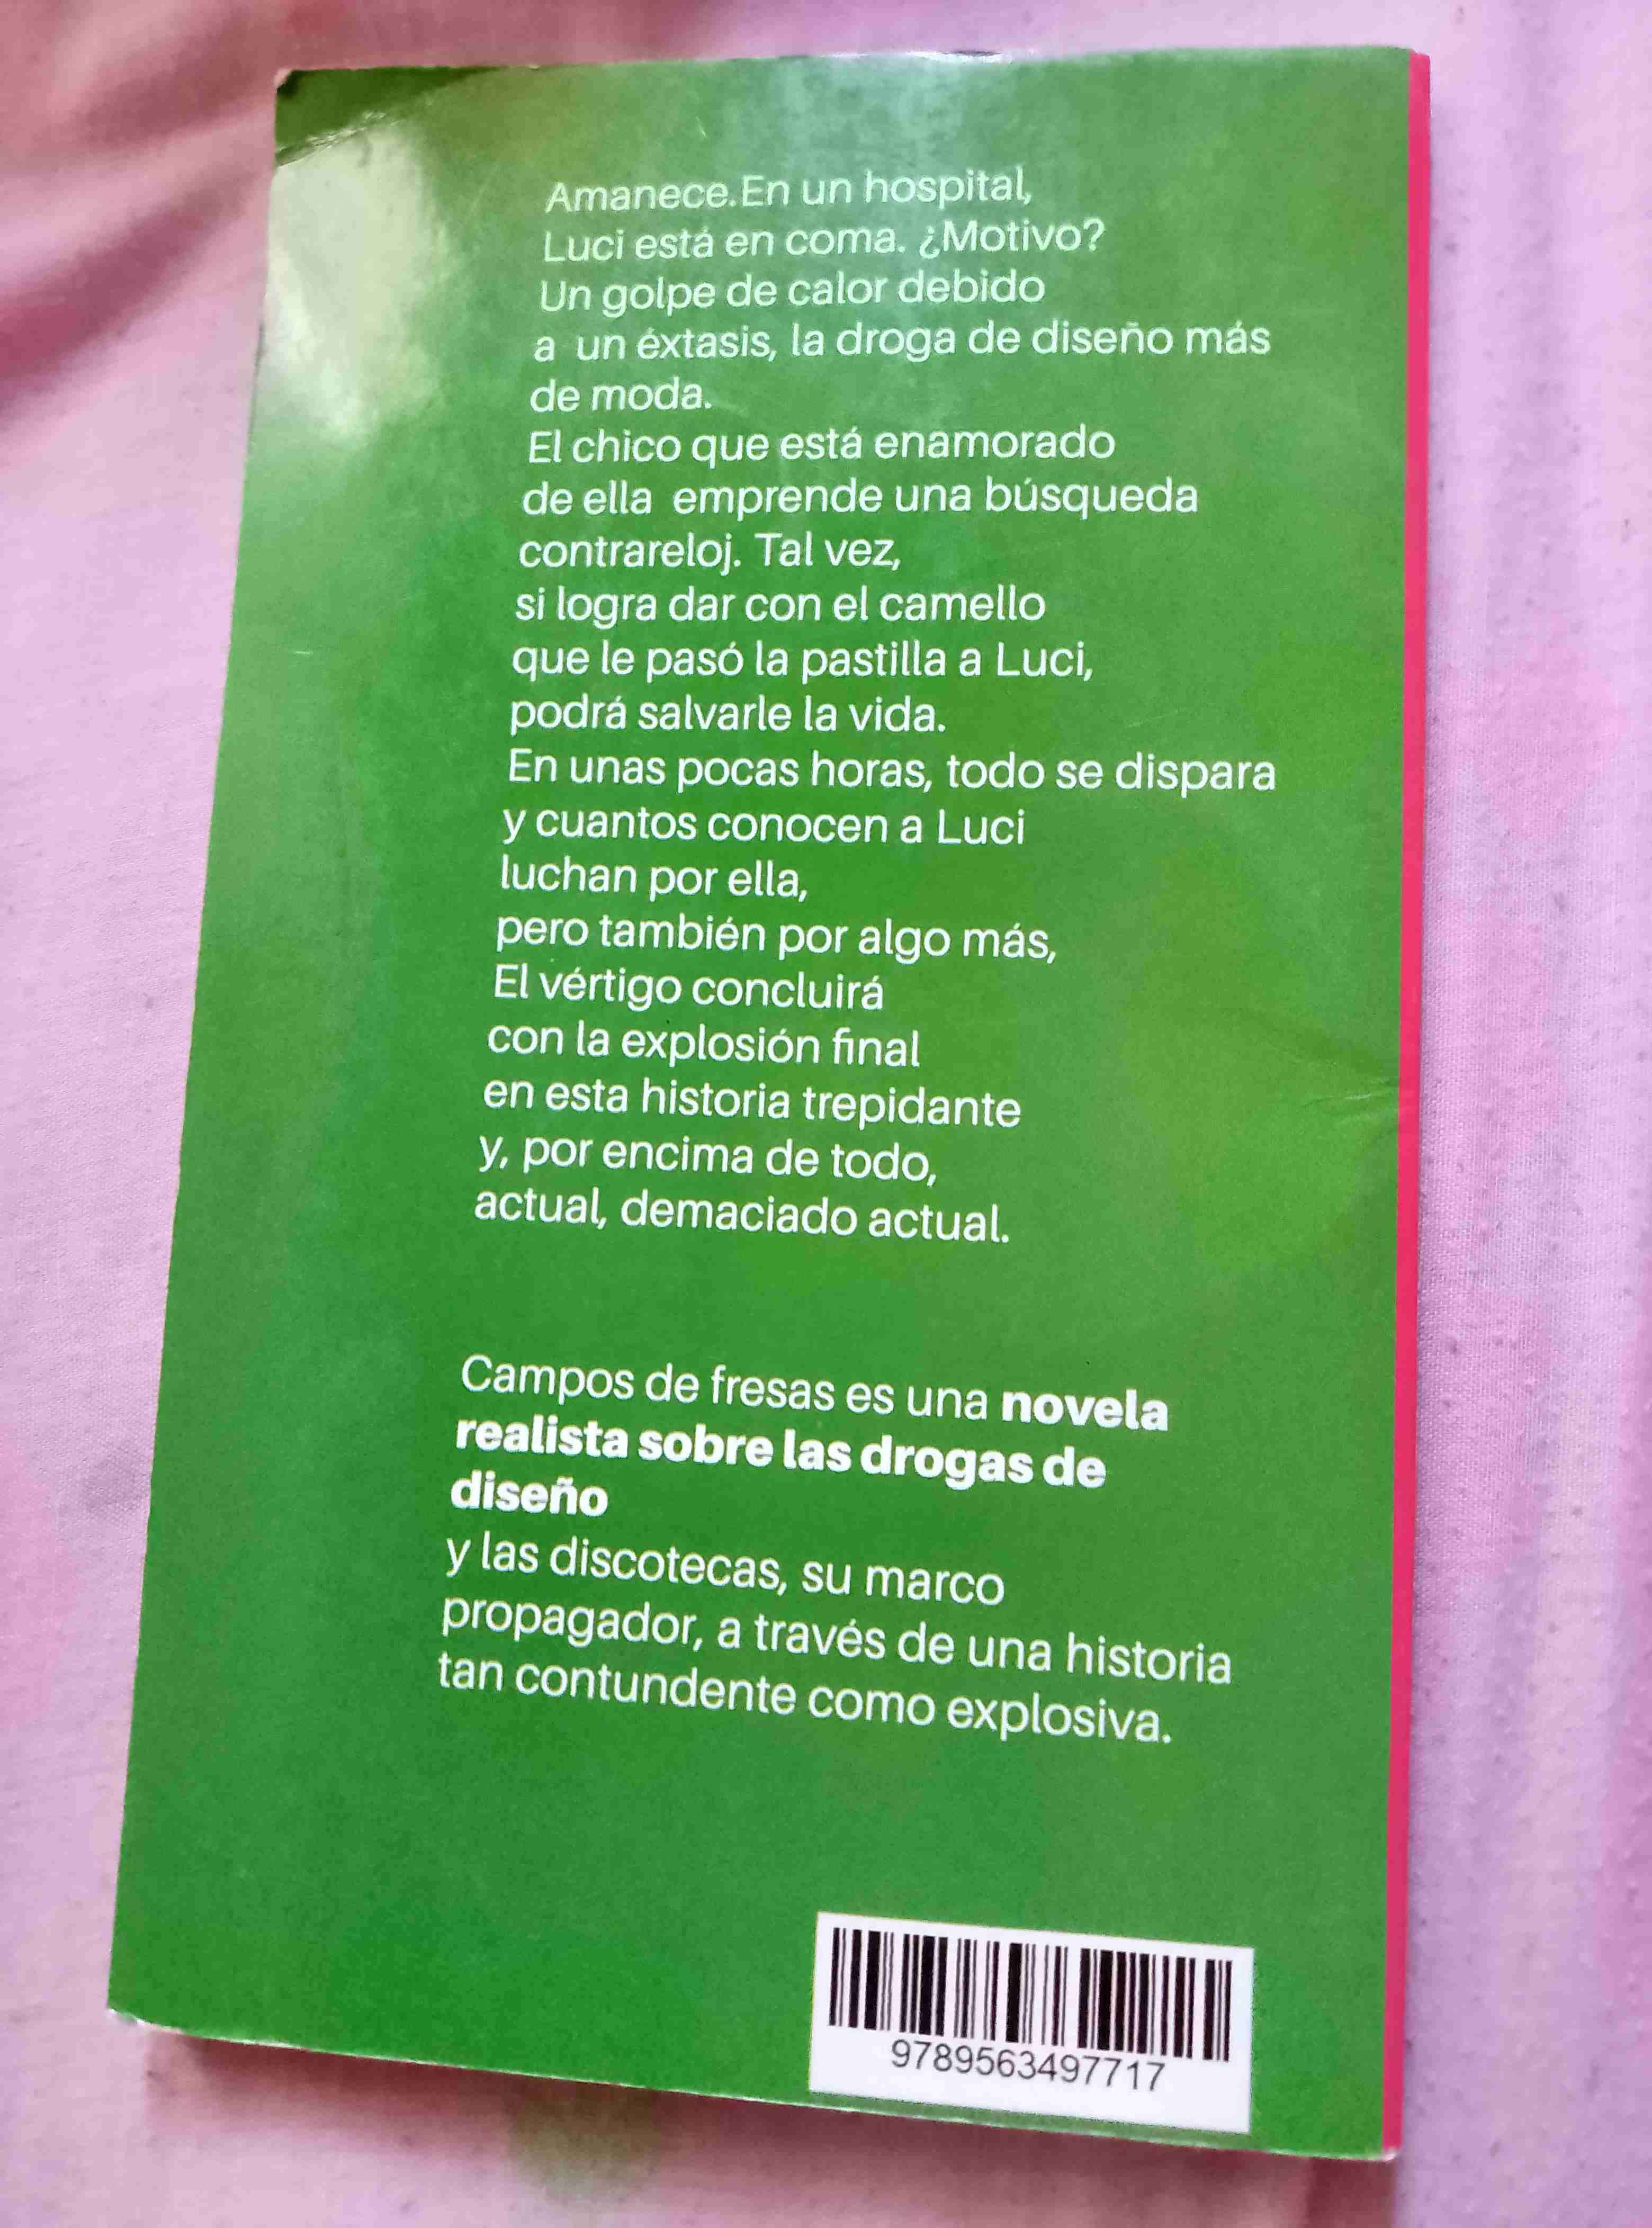 Amanece.En un hospital,
Luci está en coma. ¿Motivo?
Un golpe de calor debido
a un éxtasis, la droga de diseño más
de moda.
El chico que está enamorado
de ella emprende una búsqueda
contrareloj. Tal vez,
si logra dar con el camello
que le pasó la pastilla a Luci,
podrá salvarle la vida.
En unas pocas horas, todo se dispara
y cuantos conocen a Luci
luchan por ella,
pero también por algo más,
El vértigo concluirá
con la explosión final
en esta historia trepidante
y, por encima de todo,
actual, demaciado actual.
Campos de fresas es una novela
realista sobre las drogas de
diseño
y las discotecas, su marco
propagador, a través de una historia
tan contundente como explosiva.
9789563497717